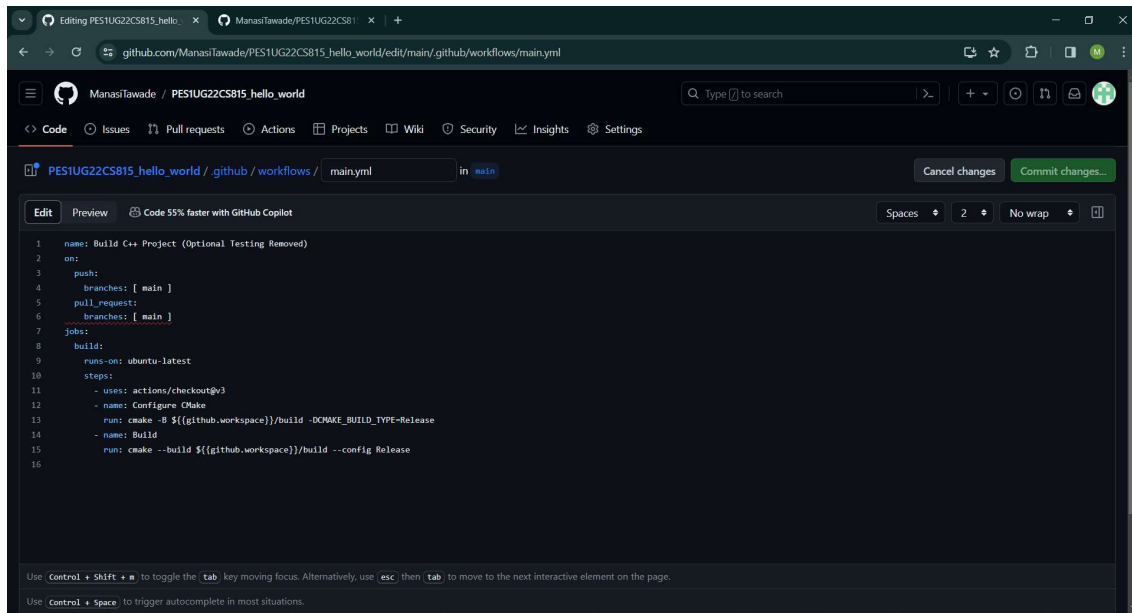 Editing PES1UG22CS815_hello_
ManasiTawade/PES1UG22CS81
github.com/ManasiTawade/PES1UG22CS815_hello_world/edit/main/.github/workflows/main.yml
M
ManasiTawade / PES1UG22CS815_hello_world
Type / to search
Code Issues Pull requests Actions Projects Wiki Security Insights Settings
PES1UG22CS815_hello_world / .github / workflows / main.yml in main
Cancel changes Commit changes...
Edit Preview Code 55% faster with GitHub Copilot
Spaces 2 No wrap
1 name: Build C++ Project (Optional Testing Removed)
2 on:
3 push:
4 branches: [ main ]
5 pull_request:
6 branches: [ main ]
7 jobs:
8 build:
9 runs-on: ubuntu-latest
10 steps:
11 - uses: actions/checkout@v3
12 - name: Configure CMake
13 run: cmake -B ${{github.workspace}}/build -DCMAKE_BUILD_TYPE=Release
14 - name: Build
15 run: cmake --build ${{github.workspace}}/build --config Release
16
Use Control + Shift + m to toggle the tab key moving focus. Alternatively, use esc then tab to move to the next interactive element on the page.
Use Control + Space to trigger autocomplete in most situations.